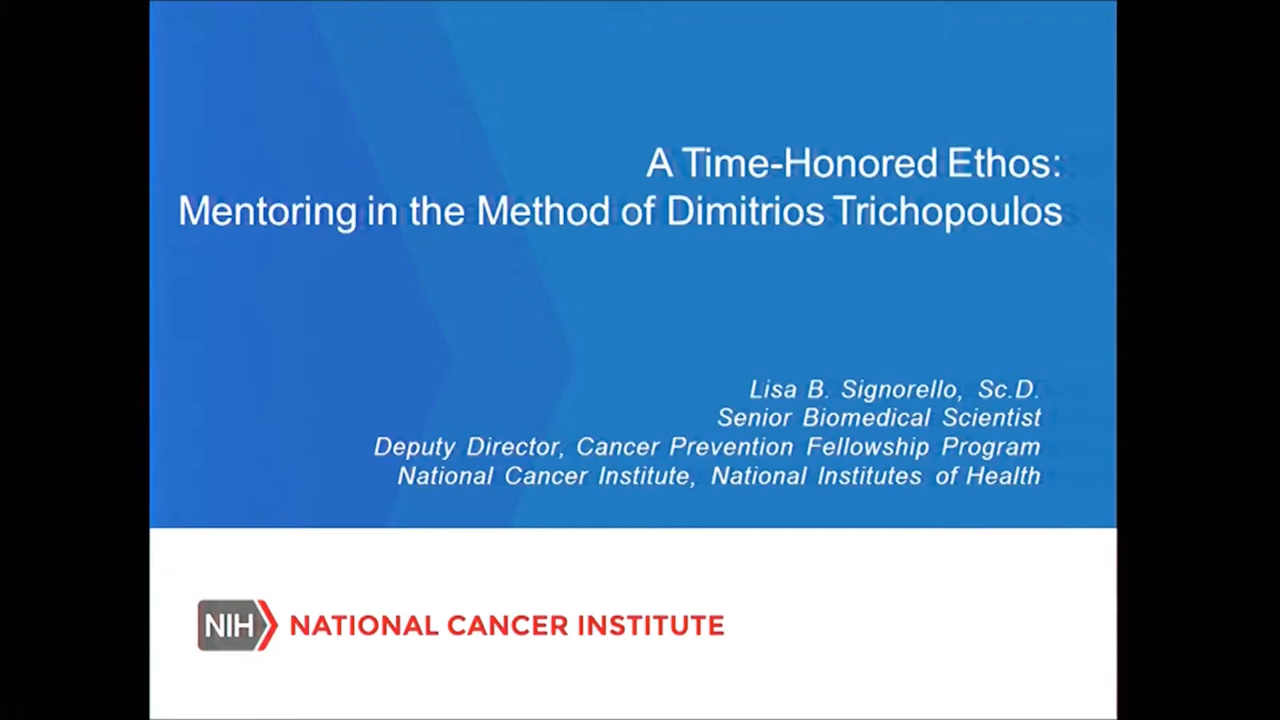 A Time-Honored Ethos:
Mentoring in the Method of Dimitrios Trichopoulos
Lisa B. Signorello, Sc.D.
Senior Biomedical Scientist
Deputy Director, Cancer Prevention Fellowship Program
National Cancer Institute, National Institutes of Health
NIH NATIONAL CANCER INSTITUTE